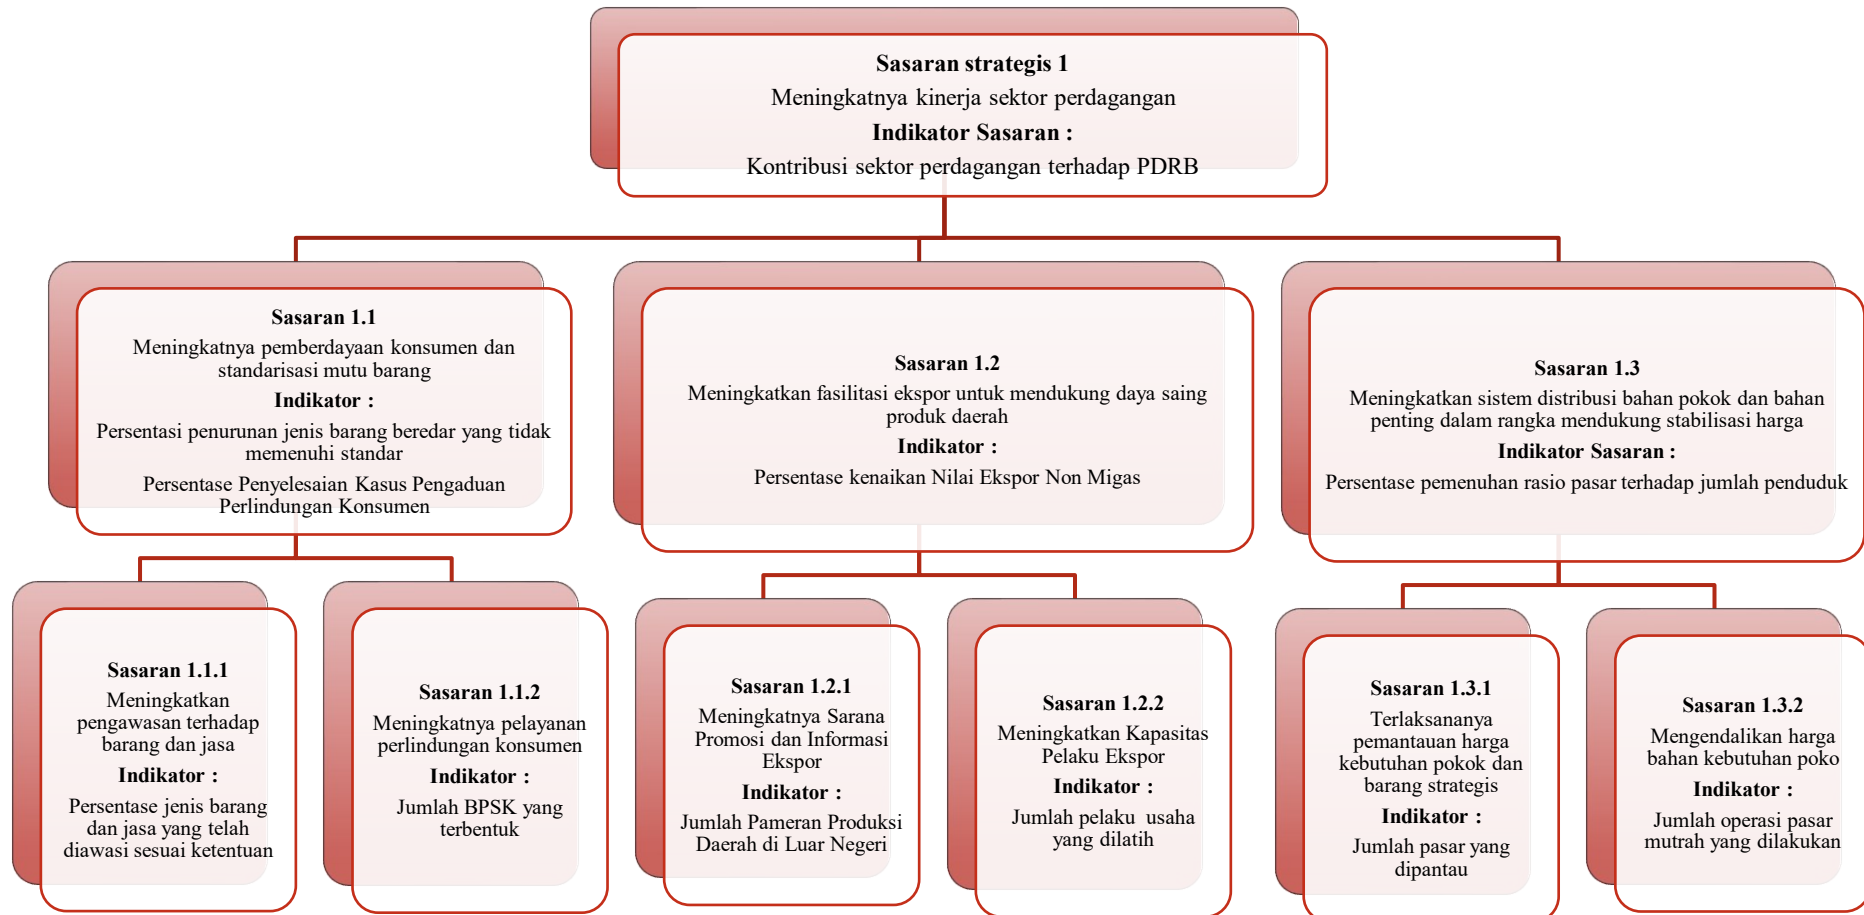 Sasaran strategis 1
Meningkatnya kinerja sektor perdagangan
Indikator Sasaran :
Kontribusi sektor perdagangan terhadap PDRB
Sasaran 1.1
Meningkatnya pemberdayaan konsumen dan
standarisasi mutu barang
Indikator :
Persentasi penurunan jenis barang beredar yang tidak
memenuhi standar
Persentase Penyelesaian Kasus Pengaduan
Perlindungan Konsumen
Sasaran 1.2
Meningkatkan fasilitasi ekspor untuk mendukung daya saing
produk daerah
Indikator :
Persentase kenaikan Nilai Ekspor Non Migas
Sasaran 1.3
Meningkatkan sistem distribusi bahan pokok dan bahan
penting dalam rangka mendukung stabilisasi harga
Indikator Sasaran :
Persentase pemenuhan rasio pasar terhadap jumlah penduduk
Sasaran 1.1.1
Meningkatkan
pengawasan terhadap
barang dan jasa
Indikator :
Persentase jenis barang
dan jasa yang telah
diawasi sesuai ketentuan
Sasaran 1.1.2
Meningkatnya pelayanan
perlindungan konsumen
Indikator :
Jumlah BPSK yang
terbentuk
Sasaran 1.2.1
Meningkatnya Sarana
Promosi dan Informasi
Ekspor
Indikator :
Jumlah Pameran Produksi
Daerah di Luar Negeri
Sasaran 1.2.2
Meningkatkan Kapasitas
Pelaku Ekspor
Indikator :
Jumlah pelaku usaha
yang dilatih
Sasaran 1.3.1
Terlaksananya
pemantauan harga
kebutuhan pokok dan
barang strategis
Indikator :
Jumlah pasar yang
dipantau
Sasaran 1.3.2
Mengendalikan harga
bahan kebutuhan poko
Indikator :
Jumlah operasi pasar
mutrah yang dilakukan